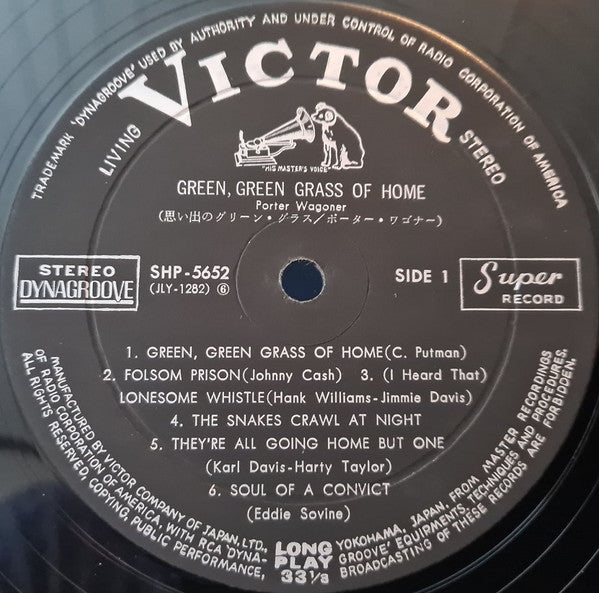 TRADEMARK 'DYNAGROOVE' USED BY AUTHORITY AND UNDER CONTROL OF RADIO CORPORATION OF AMERICA
LIVING VICTOR STEREO
"HIS MASTER'S VOICE"
GREEN, GREEN GRASS OF HOME
Porter Wagoner
(思い出のグリーン・グラス/ポーター・ワゴナー)
STEREO
DYNAGROOVE
SHP-5652
(JLY-1282) ⑥
SIDE 1
Super
RECORD
1. GREEN, GREEN GRASS OF HOME(C. Putman)
2. FOLSOM PRISON(Johnny Cash) 3. (I Heard That)
LONESOME WHISTLE(Hank Williams-Jimmie Davis)
4. THE SNAKES CRAWL AT NIGHT
5. THEY'RE ALL GOING HOME BUT ONE
(Karl Davis-Harty Taylor)
6. SOUL OF A CONVICT
(Eddie Sovine)
MANUFACTURED BY VICTOR COMPANY OF JAPAN, LTD., YOKOHAMA, JAPAN, FROM MASTER RECORDINGS
OF RADIO CORPORATION OF AMERICA, WITH RCA 'DYNA-GROOVE' EQUIPMENTS, TECHNIQUES AND PROCEDURES.
ALL RIGHTS RESERVED, COPYING, PUBLIC PERFORMANCE, BROADCASTING OF THESE RECORDS ARE FORBIDDEN.
LONG
PLAY
33⅓